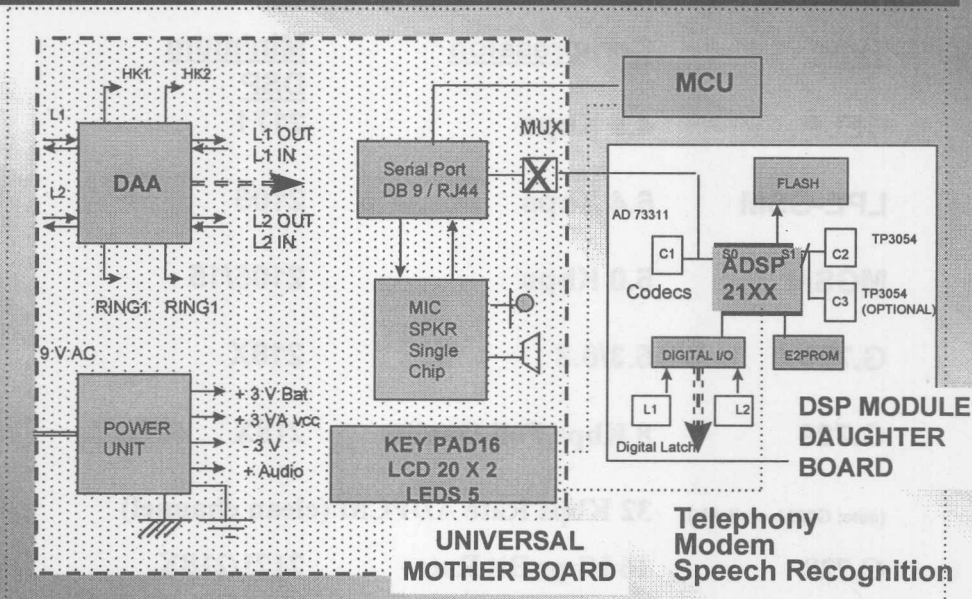 HK1
HK2
L1
L2
DAA
L1 OUT
L1 IN
L2 OUT
L2 IN
RING1
RING1
9 V AC
POWER
UNIT
+ 3 V Bat
+ 3 VA vcc
3 V
+ Audio
Serial Port
DB 9 / RJ44
MUX
X
MIC
SPKR
Single
Chip
KEY PAD16
LCD 20 X 2
LEDS 5
UNIVERSAL
MOTHER BOARD
MCU
FLASH
AD 73311
C1
Codecs
S0
S1
ADSP
21XX
C2
TP3054
C3
TP3054
(OPTIONAL)
DIGITAL I/O
E2PROM
L1
L2
Digital Latch
DSP MODULE
DAUGHTER
BOARD
Telephony
Modem
Speech Recognition